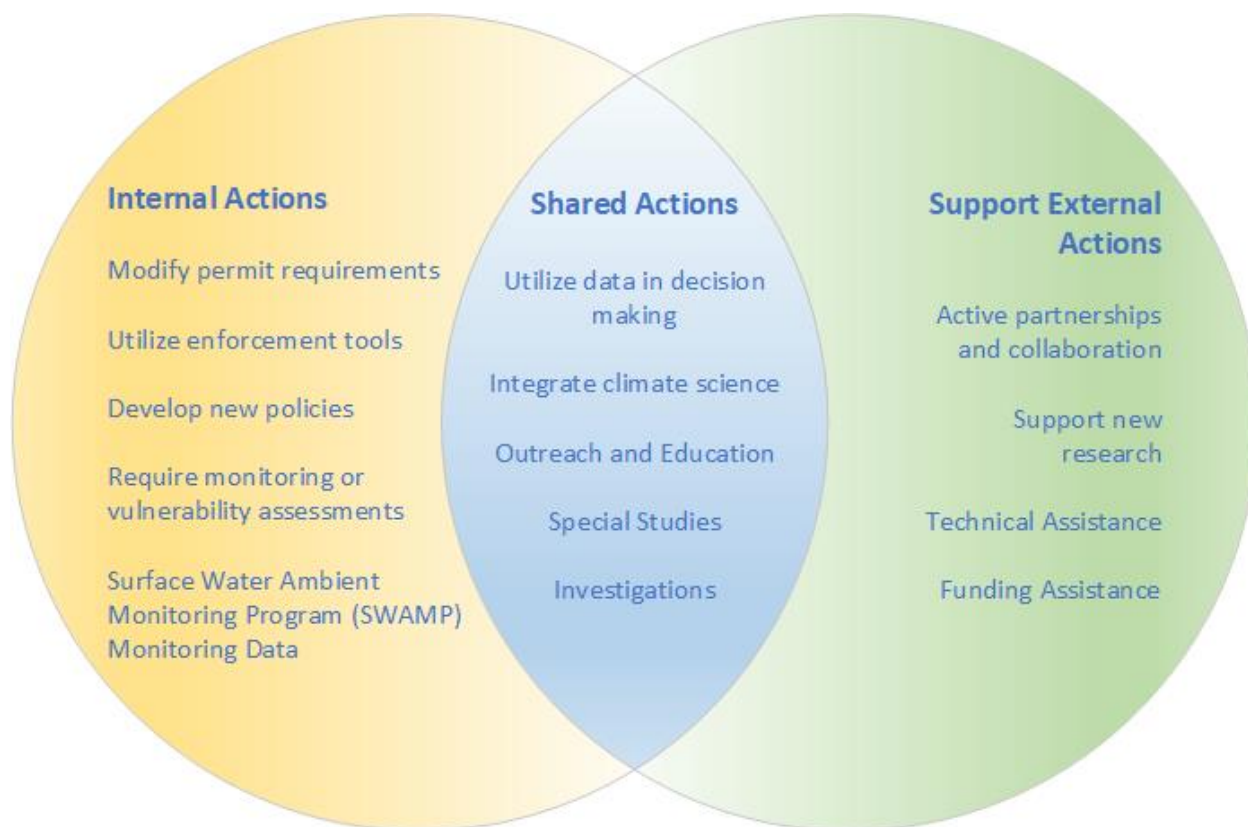 Internal Actions
Modify permit requirements
Utilize enforcement tools
Develop new policies
Require monitoring or
vulnerability assessments
Surface Water Ambient
Monitoring Program (SWAMP)
Monitoring Data
Shared Actions
Utilize data in decision
making
Integrate climate science
Outreach and Education
Special Studies
Investigations
Support External
Actions
Active partnerships
and collaboration
Support new
research
Technical Assistance
Funding Assistance